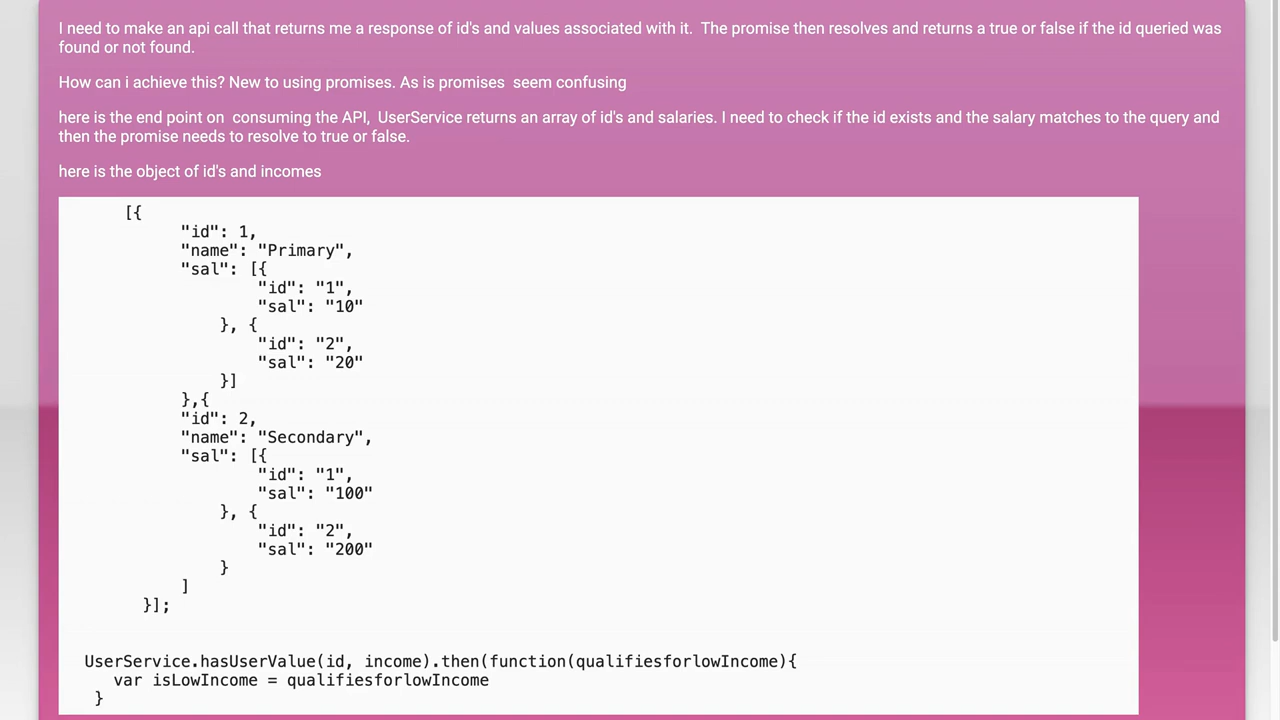 I need to make an api call that returns me a response of id's and values associated with it.  The promise then resolves and returns a true or false if the id queried was
found or not found.
How can i achieve this? New to using promises. As is promises  seem confusing
here is the end point on  consuming the API,  UserService returns an array of id's and salaries. I need to check if the id exists and the salary matches to the query and
then the promise needs to resolve to true or false.
here is the object of id's and incomes
[{
"id": 1,
"name": "Primary",
"sal": [{
"id": "1",
"sal": "10"
}, {
"id": "2",
"sal": "20"
}]
},{
"id": 2,
"name": "Secondary",
"sal": [{
"id": "1",
"sal": "100"
}, {
"id": "2",
"sal": "200"
}
]
}];
UserService.hasUserValue(id, income).then(function(qualifiesforlowIncome){
var isLowIncome = qualifiesforlowIncome
}